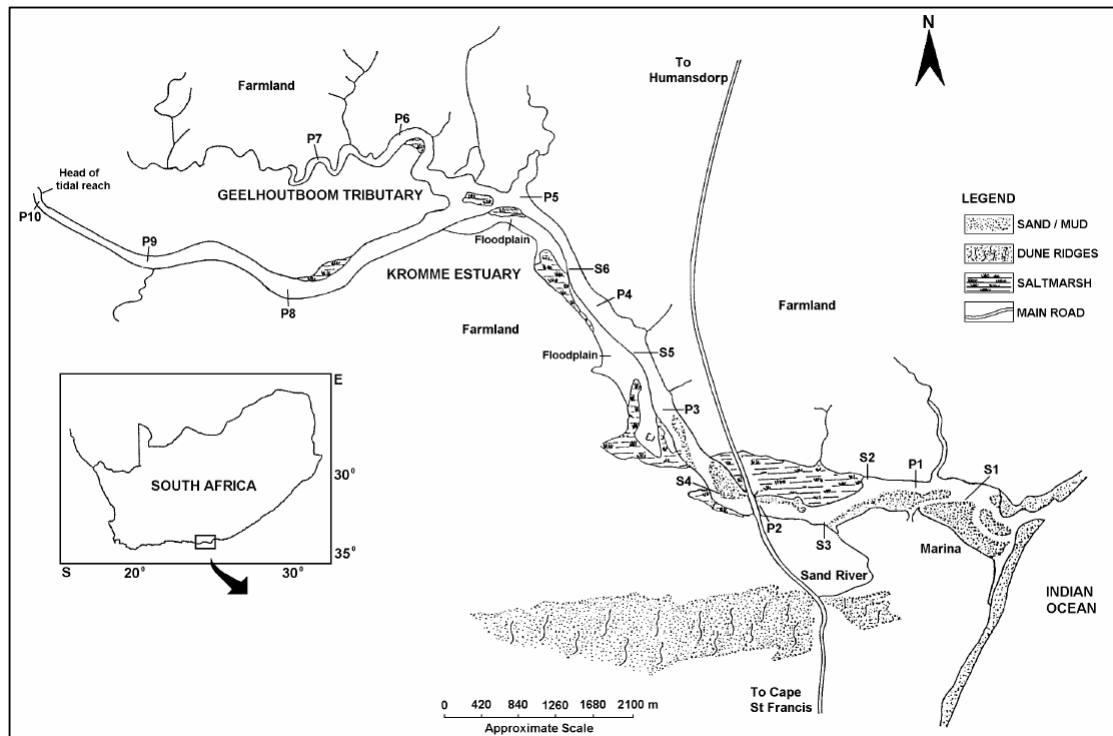 N
To
Humansdorp
Farmland
P6
P7
Head of
tidal reach
GEELHOUTBOOM TRIBUTARY
P5
P10
P9
Floodplain
KROMME ESTUARY
S6
P8
P4
Farmland
Farmland
Floodplain
S5
P3
LEGEND
SAND / MUD
DUNE RIDGES
SALTMARSH
MAIN ROAD
E
SOUTH AFRICA
30°
35°
S
20°
30°
S2
P1
S1
S4
P2
S3
Marina
Sand River
INDIAN
OCEAN
To Cape
St Francis
0 420 840 1260 1680 2100 m
Approximate Scale